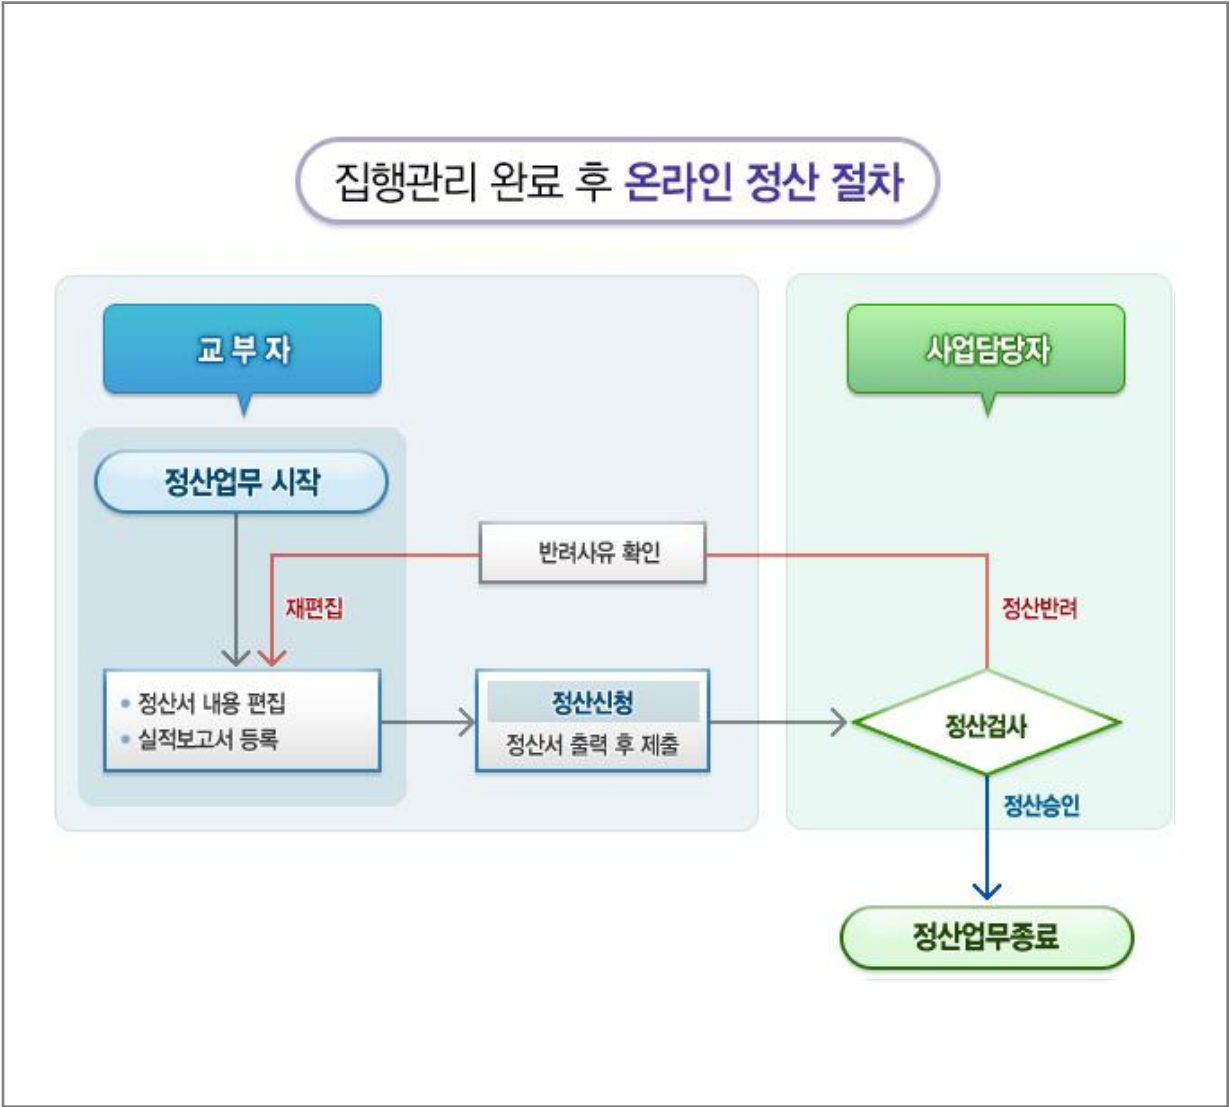 집행관리 완료 후 온라인 정산 절차
교 부 자
사업담당자
정산업무 시작
반려사유 확인
재편집
정산반려
• 정산서 내용 편집
• 실적보고서 등록
정산신청
정산서 출력 후 제출
정산검사
정산승인
정산업무종료